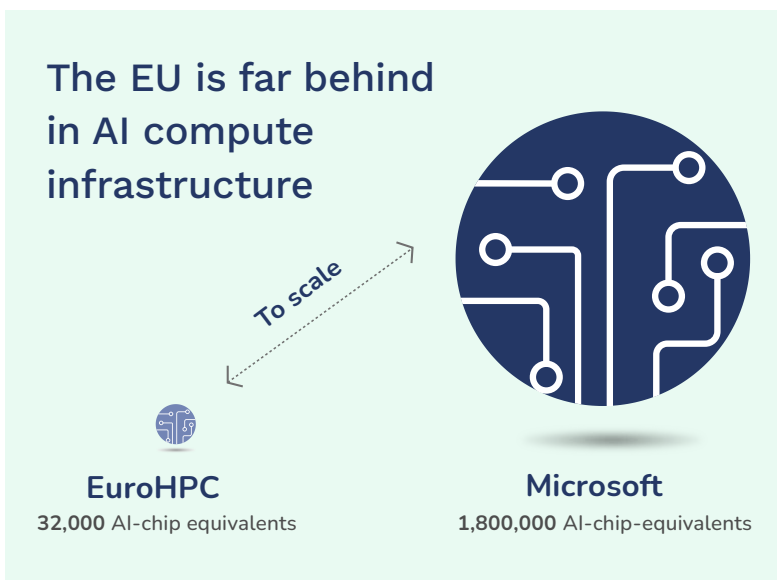 The EU is far behind
in AI compute
infrastructure
To scale
EuroHPC
32,000 AI-chip equivalents
Microsoft
1,800,000 AI-chip-equivalents